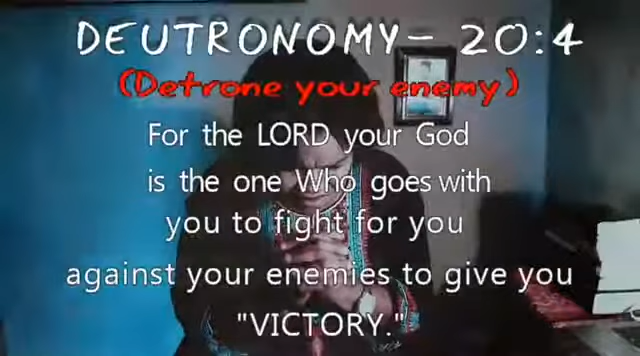 DEUTRONOMY- 20:4
(Detrone your enemy)
For the LORD your God
is the one Who goes with
you to fight for you
against your enemies to give you
"VICTORY."